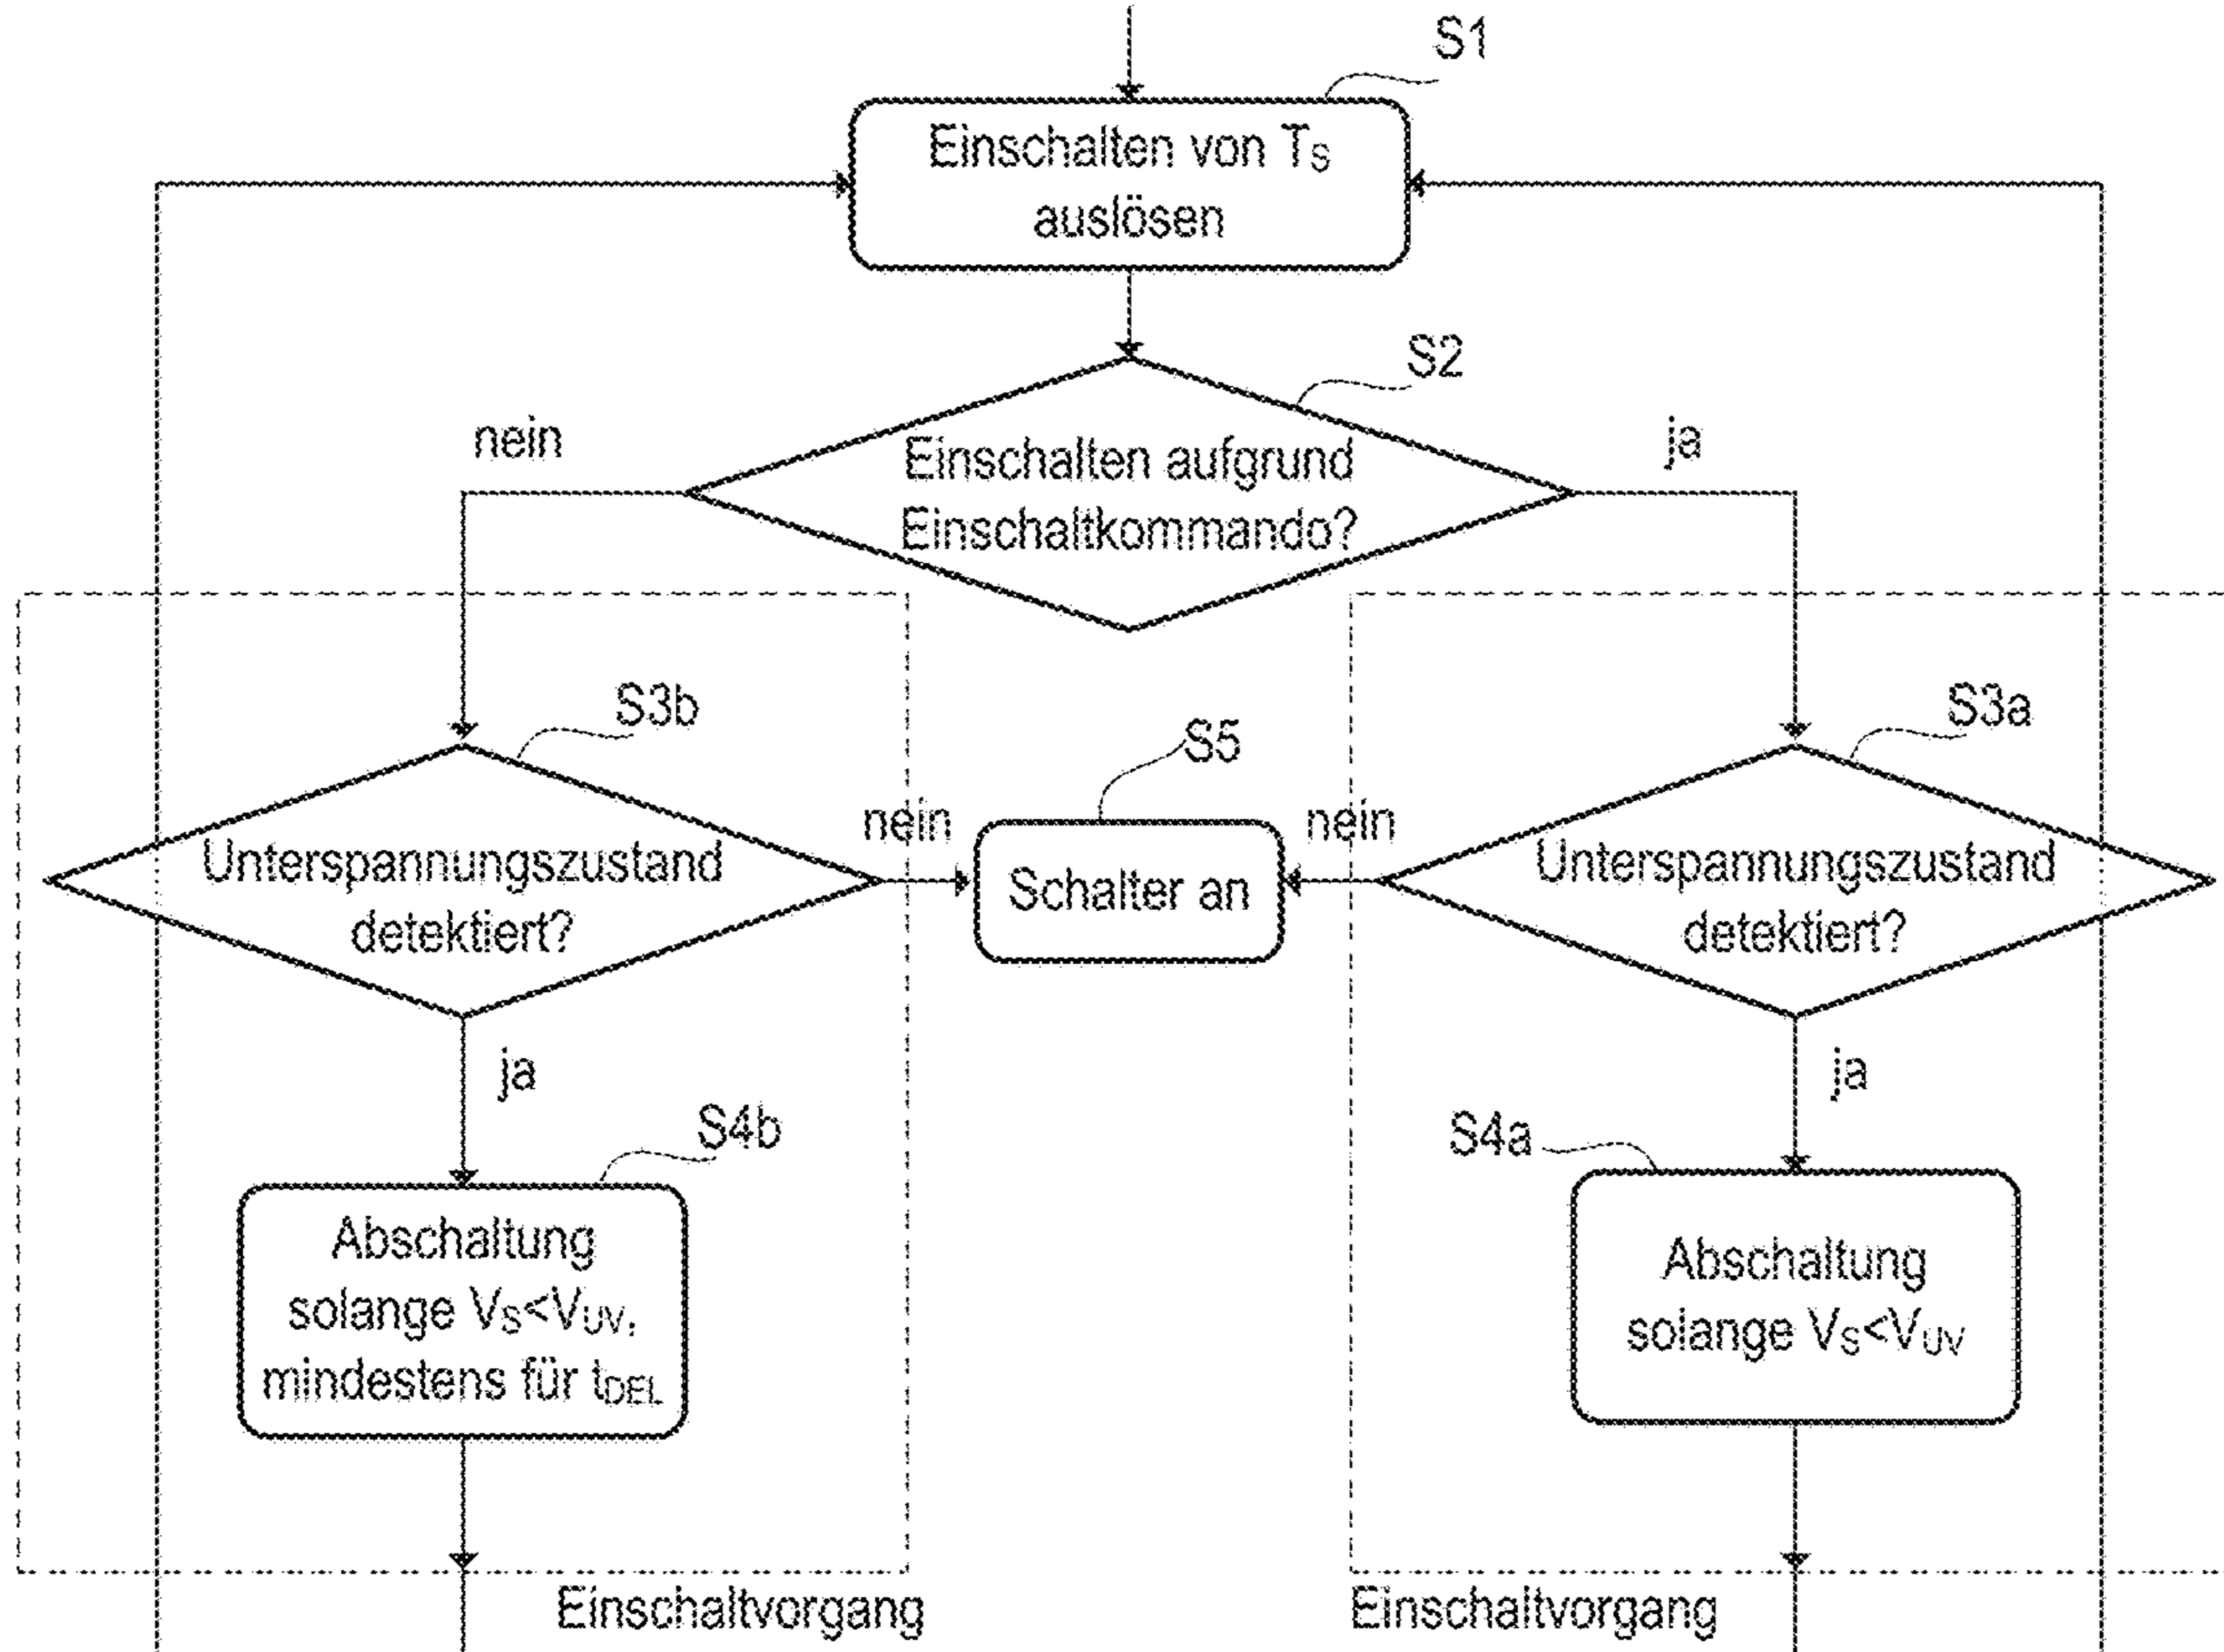 S1
Einschalten von TS
auslösen
S2
nein
ja
Einschalten aufgrund
Einschaltkommando?
S3b
S5
S3a
nein
nein
Unterspannungszustand
detektiert?
Schalter an
Unterspannungszustand
detektiert?
ja
ja
S4b
S4a
Abschaltung
solange VS<VUV,
mindestens für tDEL
Abschaltung
solange VS<VUV
Einschaltvorgang
Einschaltvorgang